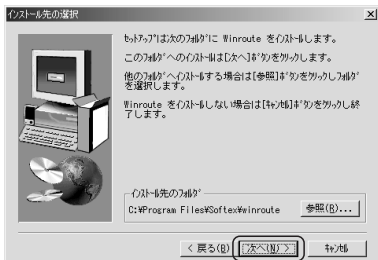 インストール先の選択
セットアップは次のフォルダに Winroute をインストールします。
このフォルダへのインストールは[次へ]ボタンをクリックします。
他のフォルダへインストールする場合は[参照]ボタンをクリックしフォルダ
を選択します。
Winroute をインストールしない場合は[キャンセル]ボタンをクリックし終
了します。
インストール先のフォルダ
C:¥Program Files¥Softex¥winroute
参照(R)...
< 戻る(B)
次へ(N) >
キャンセル